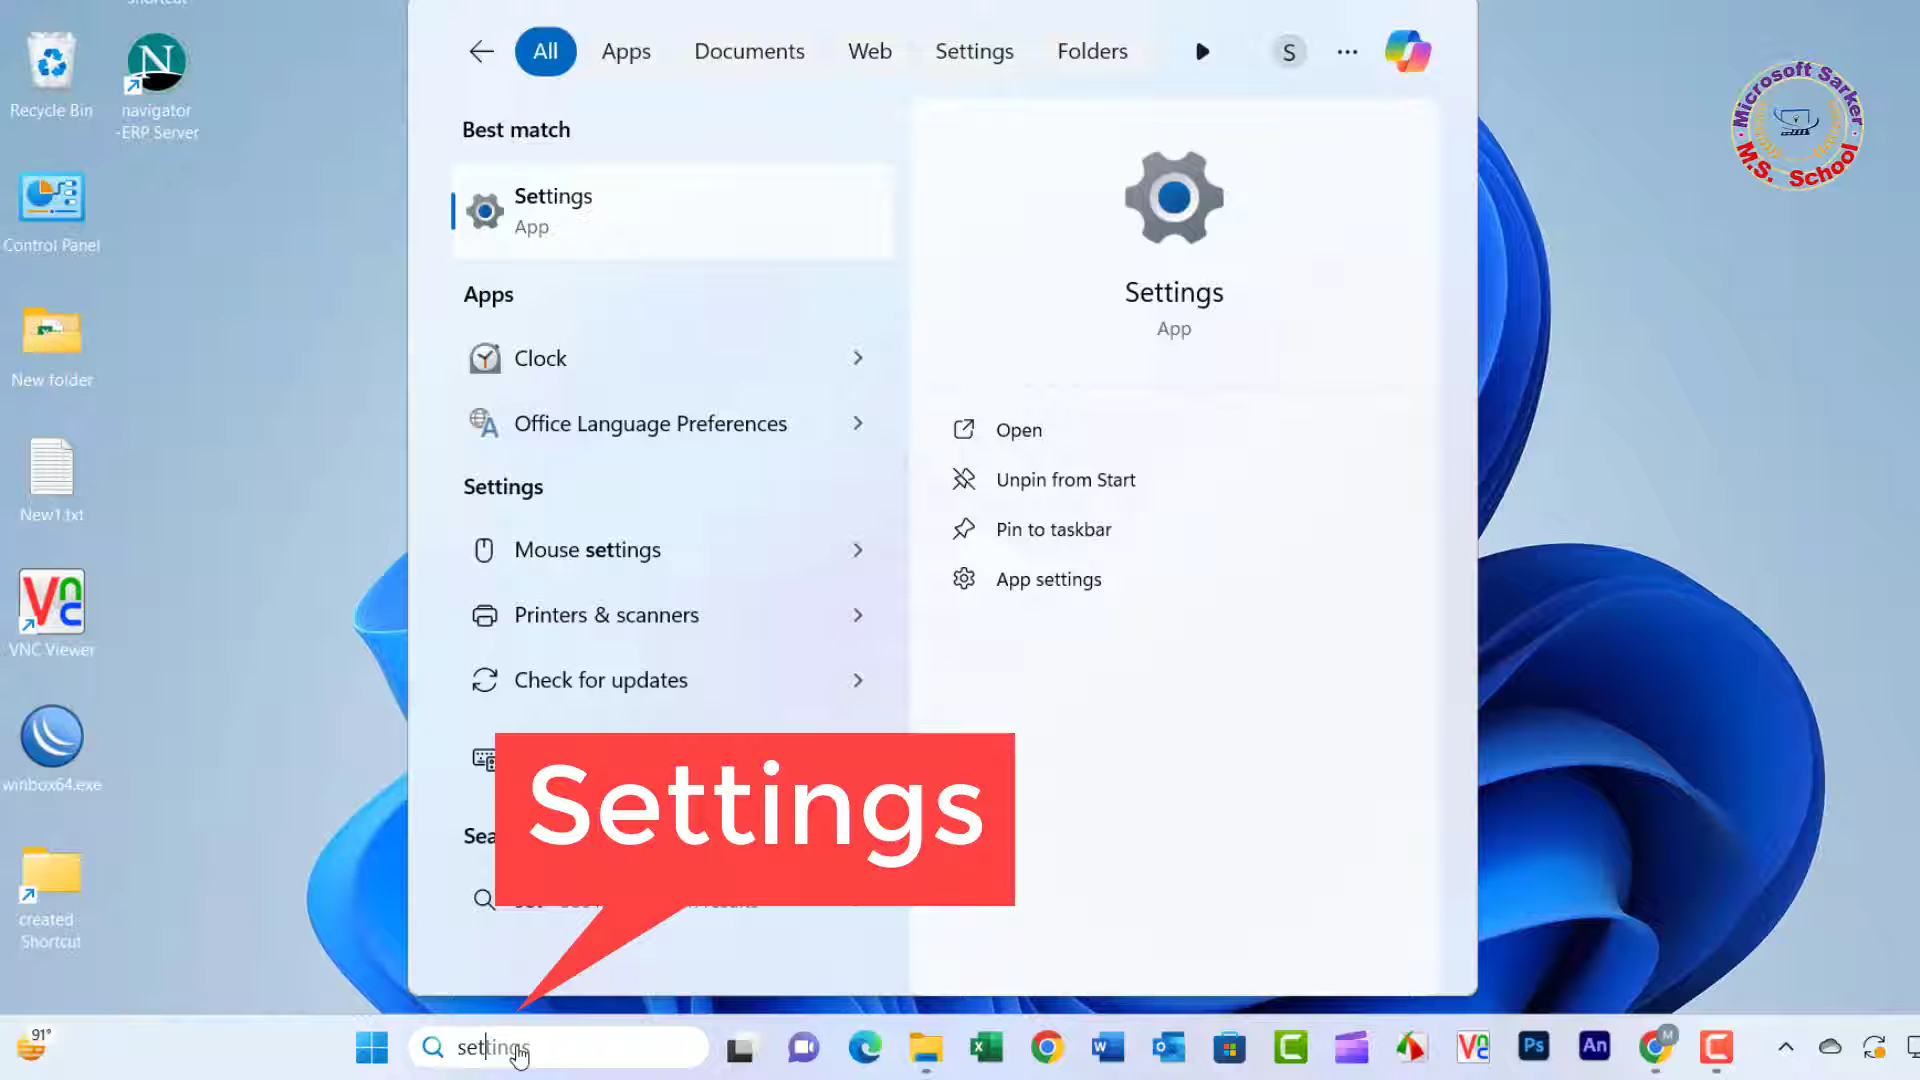 shortcut
Recycle Bin
navigator
-ERP Server
Control Panel
New folder
New1.txt
VNC Viewer
winbox64.exe
created
Shortcut
All
Apps
Documents
Web
Settings
Folders
S
Best match
Settings
App
Apps
Clock
Office Language Preferences
Settings
Mouse settings
Printers & scanners
Check for updates
Sea
Settings
App
Open
Unpin from Start
Pin to taskbar
App settings
Settings
Microsoft Sarker
M.S. School
91°
settings
Ps
An
M